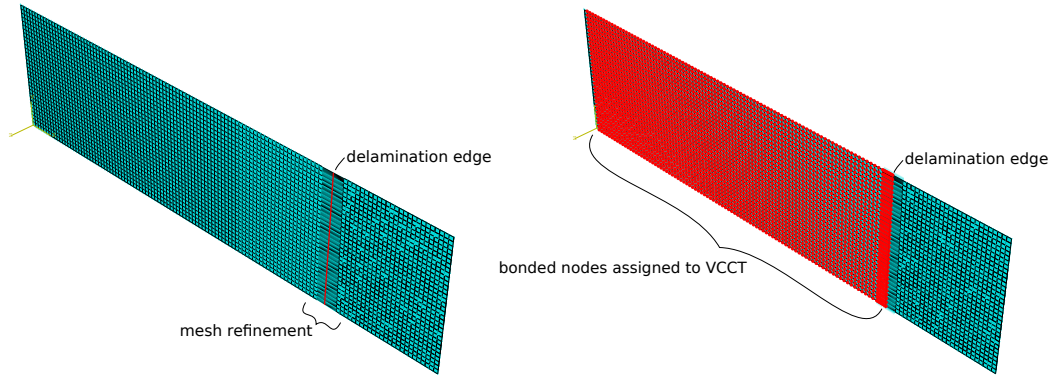 delamination edge
mesh refinement
delamination edge
bonded nodes assigned to VCCT